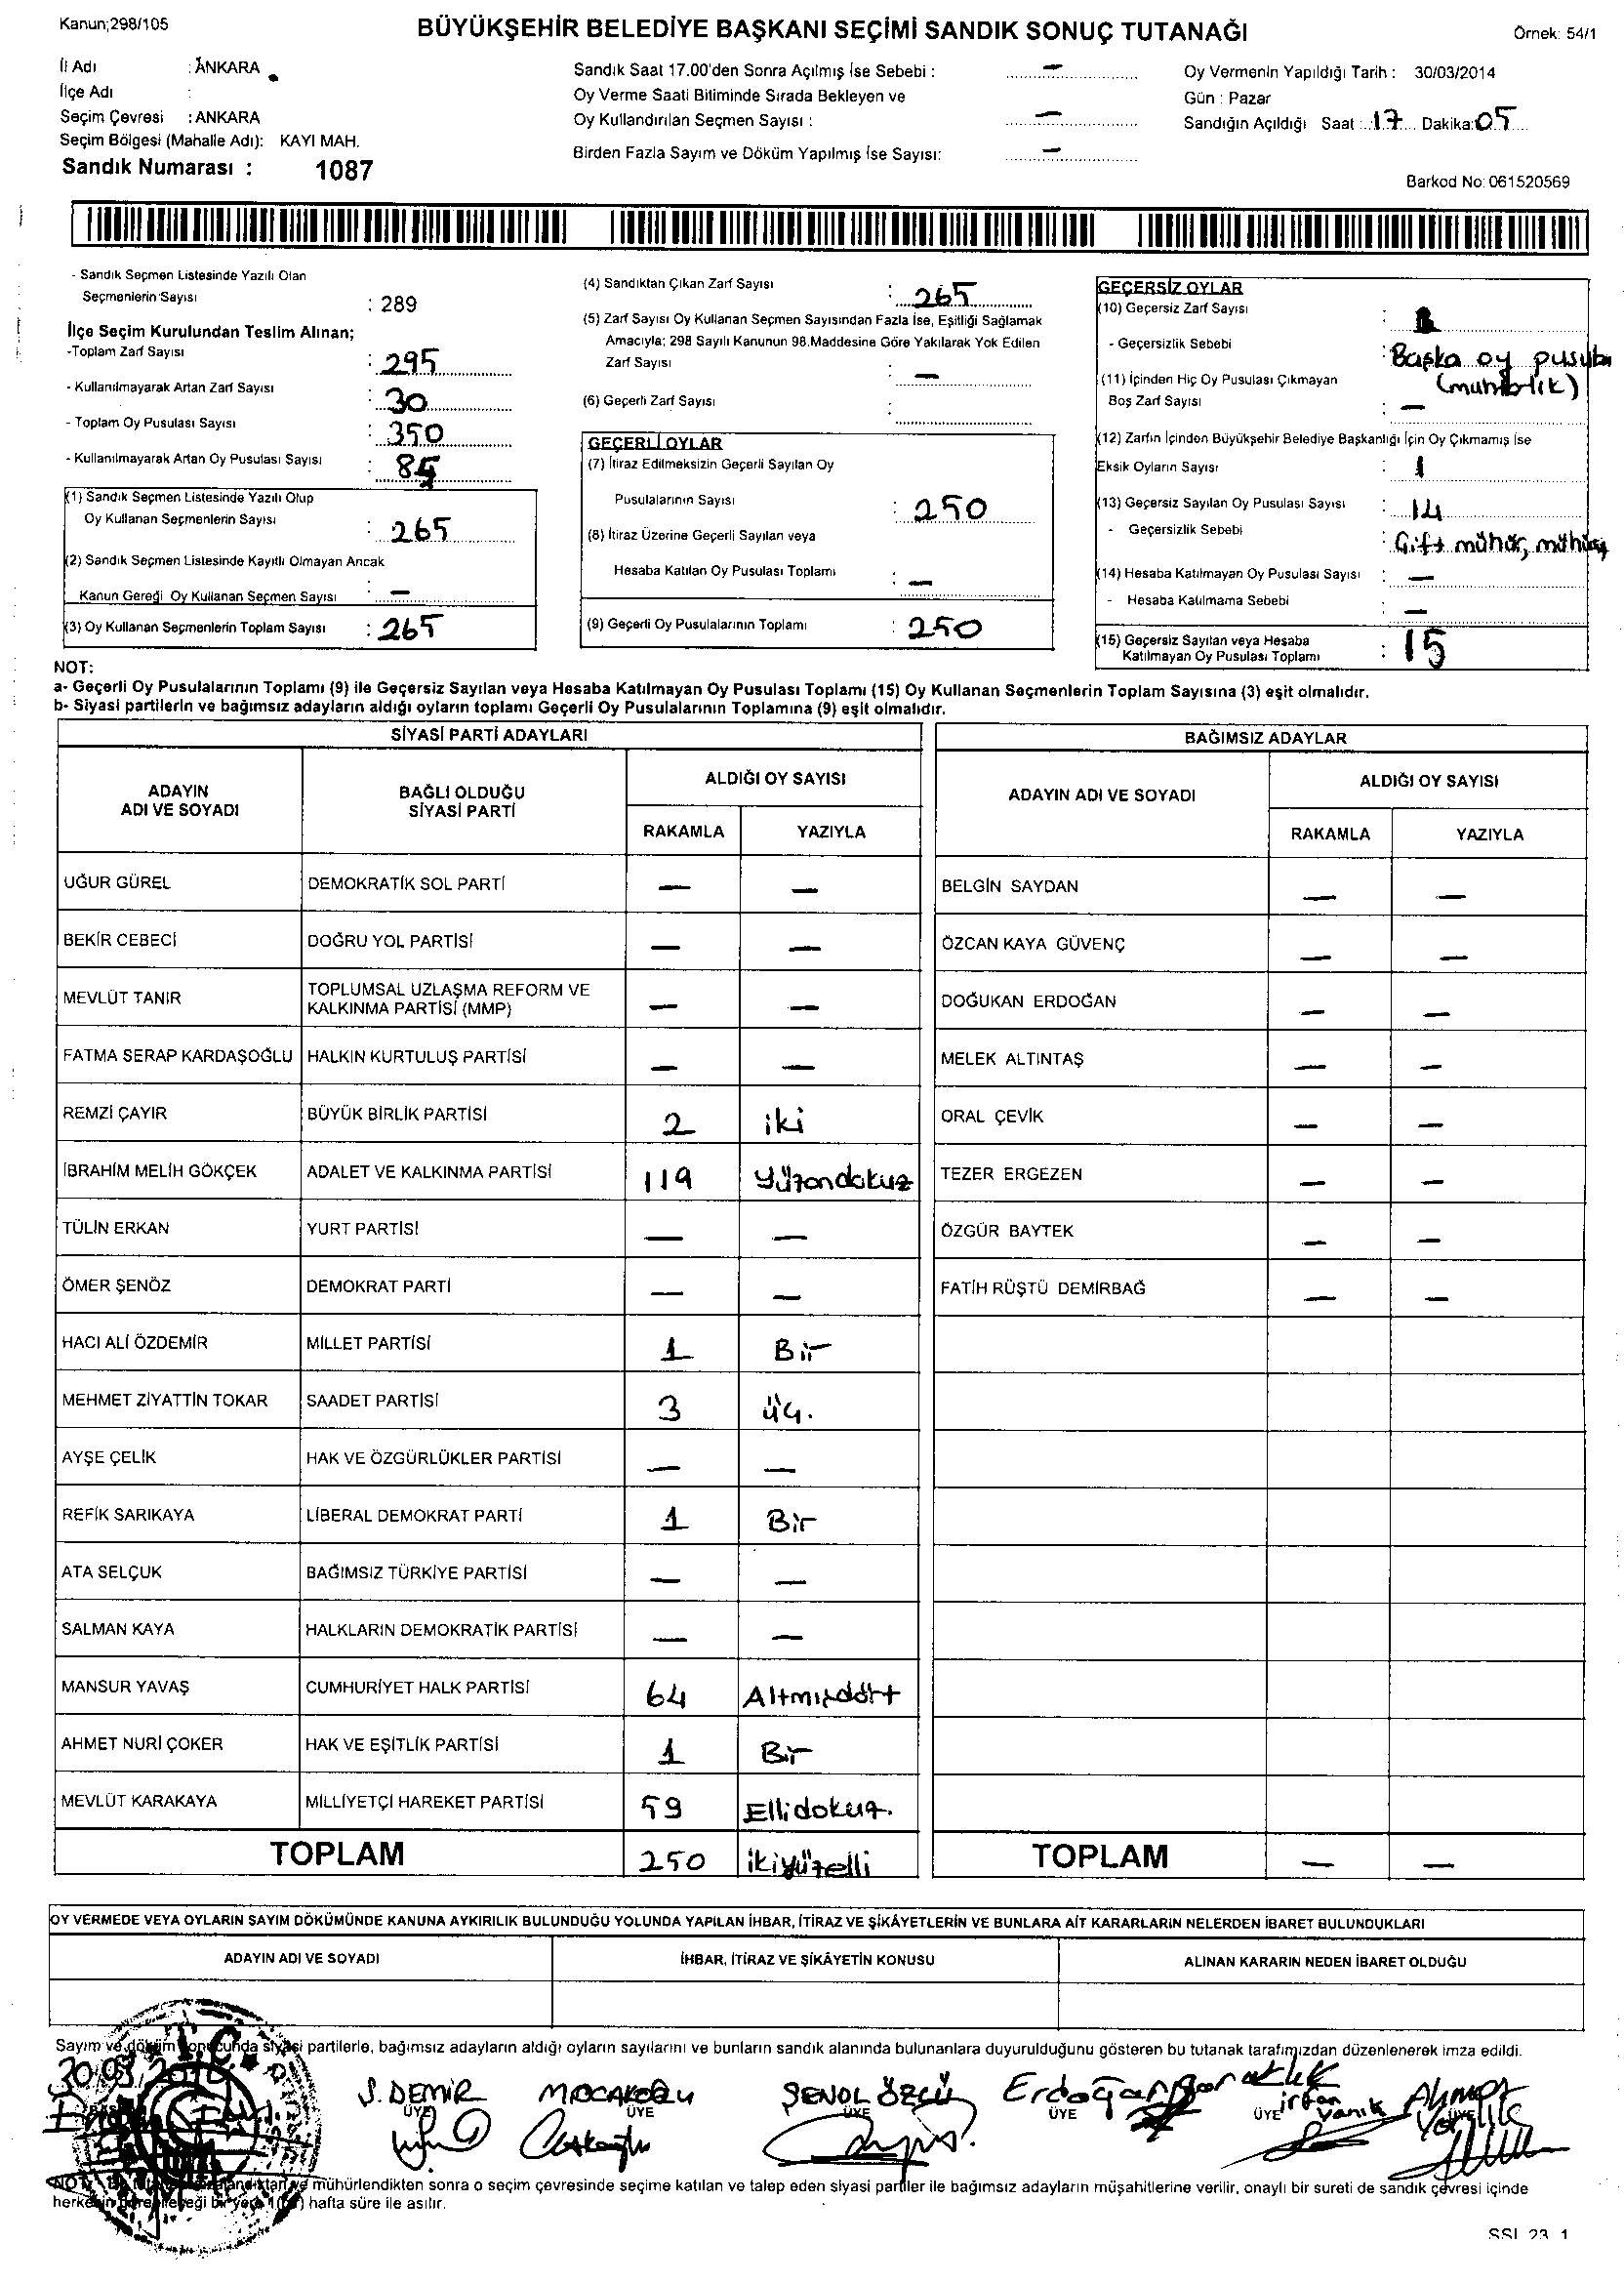 Kanun;298/105
BÜYÜKŞEHİR BELEDİYE BAŞKANI SEÇİMİ SANDIK SONUÇ TUTANAĞI
Örnek: 54/1
İl Adı : ANKARA
İlçe Adı :
Seçim Çevresi : ANKARA
Seçim Bölgesi (Mahalle Adı): KAYI MAH.
Sandık Numarası : 1087
Sandık Saat 17.00'den Sonra Açılmış İse Sebebi : —
Oy Verme Saati Bitiminde Sırada Bekleyen ve
Oy Kullandırılan Seçmen Sayısı : —
Birden Fazla Sayım ve Döküm Yapılmış İse Sayısı: —
Oy Vermenin Yapıldığı Tarih : 30/03/2014
Gün : Pazar
Sandığın Açıldığı Saat : 17 Dakika: 05
Barkod No: 061520569
- Sandık Seçmen Listesinde Yazılı Olan
Seçmenlerin Sayısı : 289
İlçe Seçim Kurulundan Teslim Alınan;
-Toplam Zarf Sayısı : 295
- Kullanılmayarak Artan Zarf Sayısı : 30
- Toplam Oy Pusulası Sayısı : 350
- Kullanılmayarak Artan Oy Pusulası Sayısı :
(1) Sandık Seçmen Listesinde Yazılı Olup
Oy Kullanan Seçmenlerin Sayısı : 265
(2) Sandık Seçmen Listesinde Kayıtlı Olmayan Ancak
Kanun Gereği Oy Kullanan Seçmen Sayısı : —
(3) Oy Kullanan Seçmenlerin Toplam Sayısı : 265
(4) Sandıktan Çıkan Zarf Sayısı : 265
(5) Zarf Sayısı Oy Kullanan Seçmen Sayısından Fazla İse, Eşitliği Sağlamak
Amacıyla; 298 Sayılı Kanunun 98.Maddesine Göre Yakılarak Yok Edilen
Zarf Sayısı : —
(6) Geçerli Zarf Sayısı :
GEÇERLİ OYLAR
(7) İtiraz Edilmeksizin Geçerli Sayılan Oy
Pusulalarının Sayısı : 250
(8) İtiraz Üzerine Geçerli Sayılan veya
Hesaba Katılan Oy Pusulası Toplamı : —
(9) Geçerli Oy Pusulalarının Toplamı : 250
GEÇERSİZ OYLAR
(10) Geçersiz Zarf Sayısı :
- Geçersizlik Sebebi : Başka oy pusula
(muhtarlık)
(11) İçinden Hiç Oy Pusulası Çıkmayan
Boş Zarf Sayısı : —
(12) Zarfın İçinden Büyükşehir Belediye Başkanlığı İçin Oy Çıkmamış İse
Eksik Oyların Sayısı : 1
(13) Geçersiz Sayılan Oy Pusulası Sayısı : 14
- Geçersizlik Sebebi : Çift mühür,
(14) Hesaba Katılmayan Oy Pusulası Sayısı : —
- Hesaba Katılmama Sebebi : —
(15) Geçersiz Sayılan veya Hesaba
Katılmayan Oy Pusulası Toplamı : 15
NOT:
a- Geçerli Oy Pusulalarının Toplamı (9) ile Geçersiz Sayılan veya Hesaba Katılmayan Oy Pusulası Toplamı (15) Oy Kullanan Seçmenlerin Toplam Sayısına (3) eşit olmalıdır.
b- Siyasi partilerin ve bağımsız adayların aldığı oyların toplamı Geçerli Oy Pusulalarının Toplamına (9) eşit olmalıdır.
SİYASİ PARTİ ADAYLARI
ADAYIN ADI VE SOYADI BAĞLI OLDUĞU SİYASİ PARTİ ALDIĞI OY SAYISI
RAKAMLA YAZIYLA
UĞUR GÜREL DEMOKRATİK SOL PARTİ — —
BEKİR CEBECİ DOĞRU YOL PARTİSİ — —
MEVLÜT TANIR TOPLUMSAL UZLAŞMA REFORM VE KALKINMA PARTİSİ (MMP) — —
FATMA SERAP KARDAŞOĞLU HALKIN KURTULUŞ PARTİSİ — —
REMZİ ÇAYIR BÜYÜK BİRLİK PARTİSİ 2 iki
İBRAHİM MELİH GÖKÇEK ADALET VE KALKINMA PARTİSİ 119 Yüzondokuz
TÜLİN ERKAN YURT PARTİSİ — —
ÖMER ŞENÖZ DEMOKRAT PARTİ — —
HACI ALİ ÖZDEMİR MİLLET PARTİSİ 1 Bir
MEHMET ZİYATTİN TOKAR SAADET PARTİSİ 3 üç.
AYŞE ÇELİK HAK VE ÖZGÜRLÜKLER PARTİSİ — —
REFİK SARIKAYA LİBERAL DEMOKRAT PARTİ 1 Bir
ATA SELÇUK BAĞIMSIZ TÜRKİYE PARTİSİ — —
SALMAN KAYA HALKLARIN DEMOKRATİK PARTİSİ — —
MANSUR YAVAŞ CUMHURİYET HALK PARTİSİ 64 Altmışdört
AHMET NURİ ÇOKER HAK VE EŞİTLİK PARTİSİ 1 Bir
MEVLÜT KARAKAYA MİLLİYETÇİ HAREKET PARTİSİ 59 Ellidokuz.
TOPLAM 250 ikiyüzelli
BAĞIMSIZ ADAYLAR
ADAYIN ADI VE SOYADI ALDIĞI OY SAYISI
RAKAMLA YAZIYLA
BELGİN SAYDAN — —
ÖZCAN KAYA GÜVENÇ — —
DOĞUKAN ERDOĞAN — —
MELEK ALTINTAŞ — —
ORAL ÇEVİK — —
TEZER ERGEZEN — —
ÖZGÜR BAYTEK — —
FATİH RÜŞTÜ DEMİRBAĞ — —
TOPLAM — —
OY VERMEDE VEYA OYLARIN SAYIM DÖKÜMÜNDE KANUNA AYKIRILIK BULUNDUĞU YOLUNDA YAPILAN İHBAR, İTİRAZ VE ŞİKÂYETLERİN VE BUNLARA AİT KARARLARIN NELERDEN İBARET BULUNDUKLARI
ADAYIN ADI VE SOYADI İHBAR, İTİRAZ VE ŞİKÂYETİN KONUSU ALINAN KARARIN NEDEN İBARET OLDUĞU
Sayım ve döküm sonucunda siyasi partilerle, bağımsız adayların aldığı oyların sayılarını ve bunların sandık alanında bulunanlara duyurulduğunu gösteren bu tutanak tarafımızdan düzenlenerek imza edildi.
T.C.
S. DEMİR ŞENOL ÖZGÜ Erdoğan irfan yanık Ahmet
ÜYE ÜYE ÜYE ÜYE ÜYE
mühürlendikten sonra o seçim çevresinde seçime katılan ve talep eden siyasi partiler ile bağımsız adayların müşahitlerine verilir, onaylı bir sureti de sandık çevresi içinde
hafta süre ile asılır.